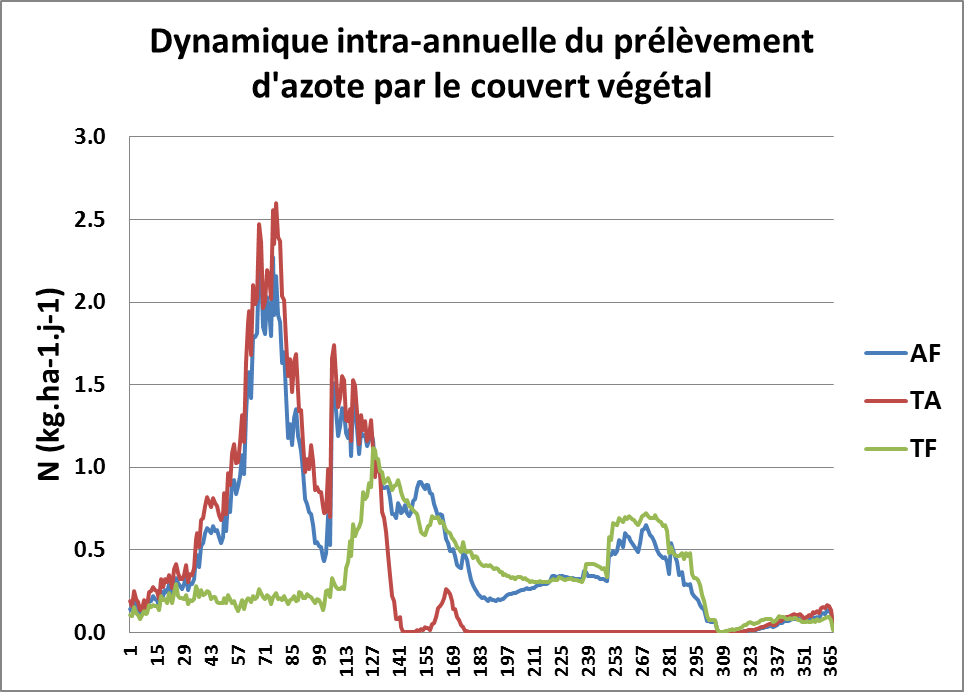 Dynamique intra-annuelle du prélèvement
d'azote par le couvert végétal
N (kg.ha-1.j-1)
3.0
2.5
2.0
1.5
1.0
0.5
0.0
1 15 29 43 57 71 85 99 113 127 141 155 169 183 197 211 225 239 253 267 281 295 309 323 337 351 365
AF
TA
TF